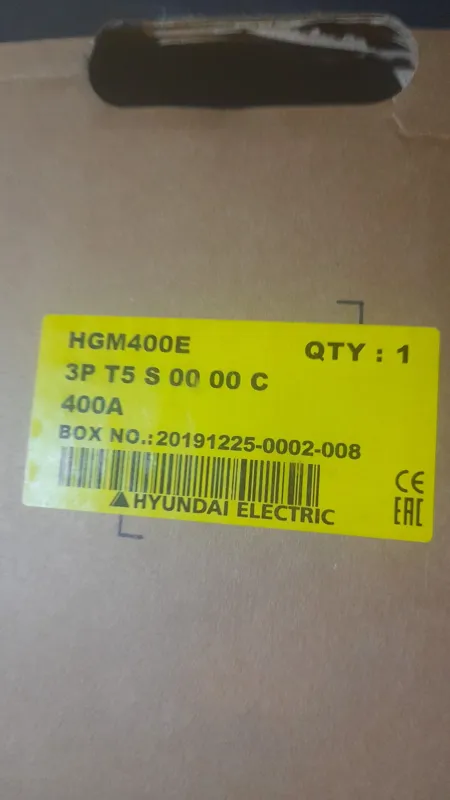 HGM400E
QTY : 1
3P T5 S 00 00 C
400A
BOX NO.:20191225-0002-008
CE
HYUNDAI ELECTRIC
EAC